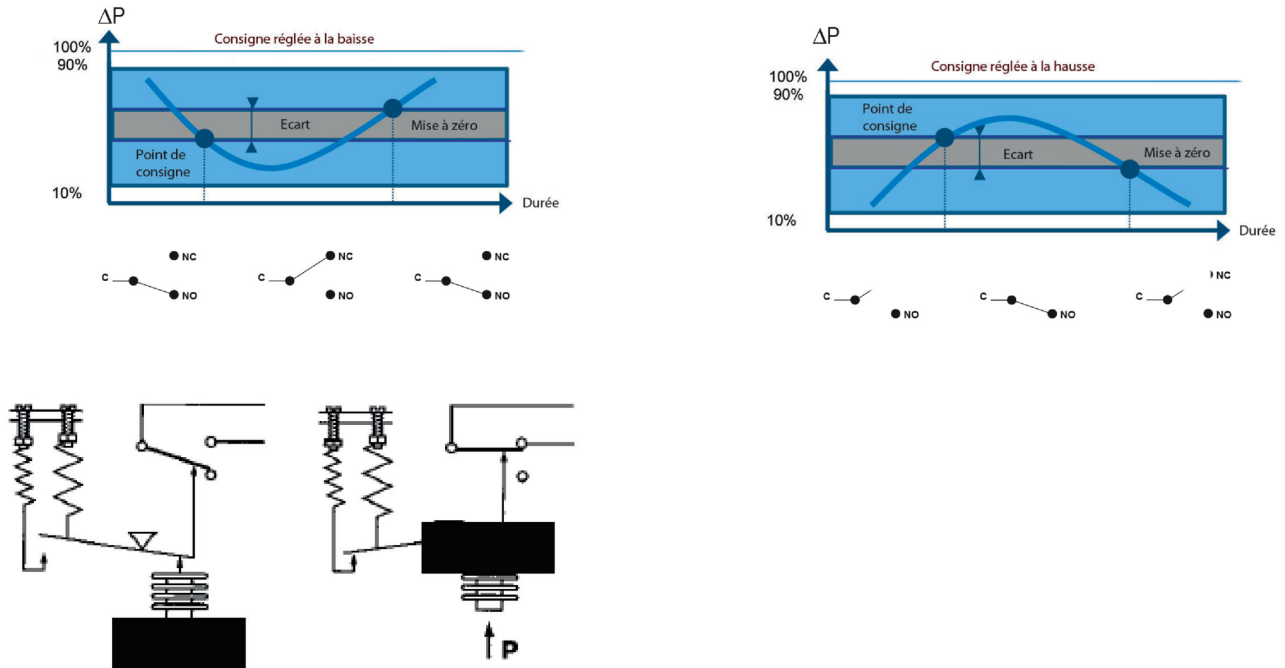 ΔP
Consigne réglée à la baisse
100%
90%
Ecart
Mise à zéro
Point de
consigne
10%
Durée
NC
C
NO
NC
C
NO
NC
C
NO
ΔP
Consigne réglée à la hausse
100%
90%
Point de
consigne
Ecart
Mise à zéro
10%
Durée
C
NO
C
NO
NC
C
NO
P